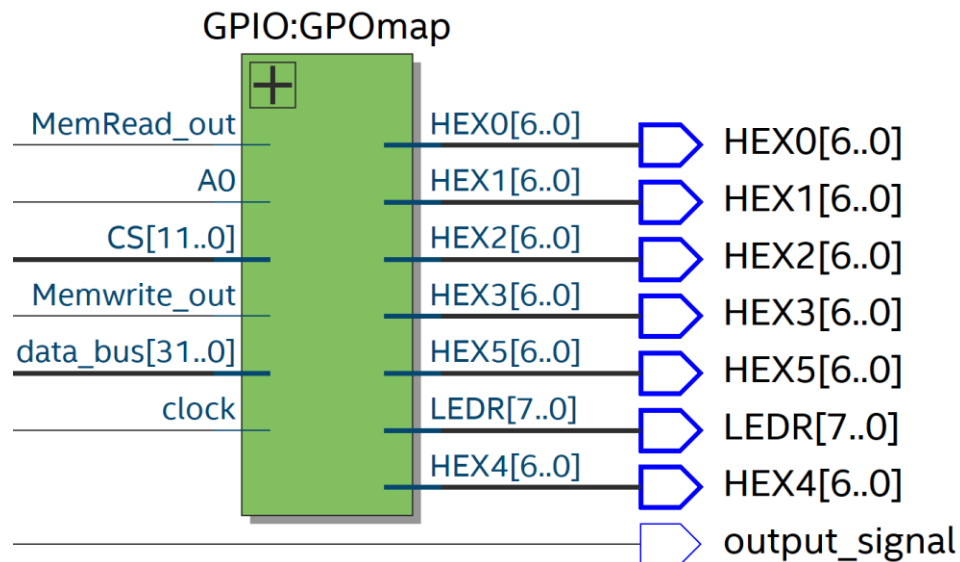 GPIO:GPOmap
MemRead_out
A0
CS[11..0]
Memwrite_out
data_bus[31..0]
clock
HEX0[6..0]
HEX1[6..0]
HEX2[6..0]
HEX3[6..0]
HEX5[6..0]
LEDR[7..0]
HEX4[6..0]
HEX0[6..0]
HEX1[6..0]
HEX2[6..0]
HEX3[6..0]
HEX5[6..0]
LEDR[7..0]
HEX4[6..0]
output_signal